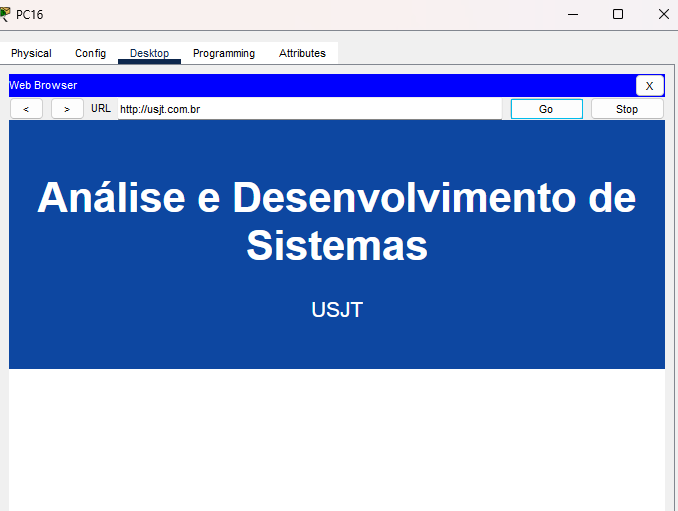 PC16
Physical Config Desktop Programming Attributes
Web Browser X
< > URL http://usjt.com.br Go Stop
Análise e Desenvolvimento de
Sistemas
USJT